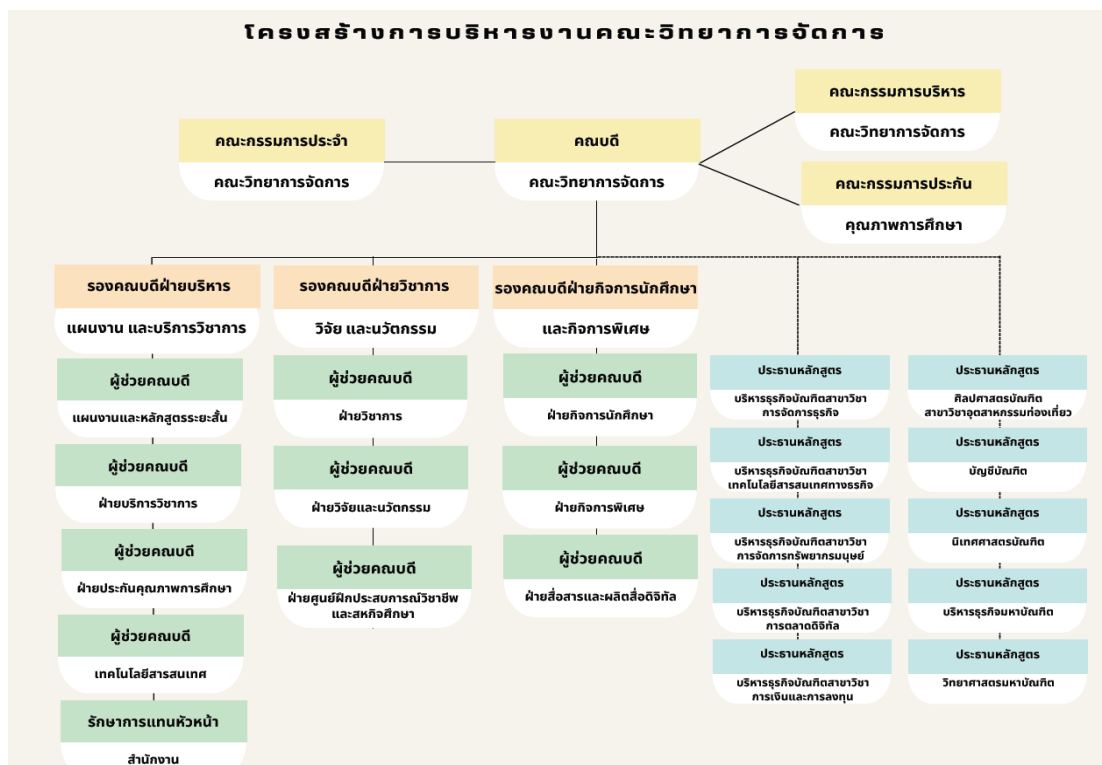 โครงสร้างการบริหารงานคณะวิทยาการจัดการ
คณะกรรมการบริหาร
คณะวิทยาการจัดการ
คณะกรรมการประจำ
คณะวิทยาการจัดการ
คณบดี
คณะวิทยาการจัดการ
คณะกรรมการประกัน
คุณภาพการศึกษา
รองคณบดีฝ่ายบริหาร
แผนงาน และบริการวิชาการ
ผู้ช่วยคณบดี
แผนงานและหลักสูตรระยะสั้น
ผู้ช่วยคณบดี
ฝ่ายบริการวิชาการ
ผู้ช่วยคณบดี
ฝ่ายประกันคุณภาพการศึกษา
ผู้ช่วยคณบดี
เทคโนโลยีสารสนเทศ
รักษาการแทนหัวหน้า
สำนักงาน
รองคณบดีฝ่ายวิชาการ
วิจัย และนวัตกรรม
ผู้ช่วยคณบดี
ฝ่ายวิชาการ
ผู้ช่วยคณบดี
ฝ่ายวิจัยและนวัตกรรม
ผู้ช่วยคณบดี
ฝ่ายศูนย์ฝึกประสบการณ์วิชาชีพ
และสหกิจศึกษา
รองคณบดีฝ่ายกิจการนักศึกษา
และกิจการพิเศษ
ผู้ช่วยคณบดี
ฝ่ายกิจการนักศึกษา
ผู้ช่วยคณบดี
ฝ่ายกิจการพิเศษ
ผู้ช่วยคณบดี
ฝ่ายสื่อสารและผลิตสื่อดิจิทัล
ประธานหลักสูตร
บริหารธุรกิจบัณฑิตสาขาวิชา
การจัดการธุรกิจ
ประธานหลักสูตร
บริหารธุรกิจบัณฑิตสาขาวิชา
เทคโนโลยีสารสนเทศทางธุรกิจ
ประธานหลักสูตร
บริหารธุรกิจบัณฑิตสาขาวิชา
การจัดการทรัพยากรมนุษย์
ประธานหลักสูตร
บริหารธุรกิจบัณฑิตสาขาวิชา
การตลาดดิจิทัล
ประธานหลักสูตร
บริหารธุรกิจบัณฑิตสาขาวิชา
การเงินและการลงทุน
ประธานหลักสูตร
ศิลปศาสตรบัณฑิต
สาขาวิชาอุตสาหกรรมท่องเที่ยว
ประธานหลักสูตร
บัญชีบัณฑิต
ประธานหลักสูตร
นิเทศศาสตรบัณฑิต
ประธานหลักสูตร
บริหารธุรกิจมหาบัณฑิต
ประธานหลักสูตร
วิทยาศาสตรมหาบัณฑิต